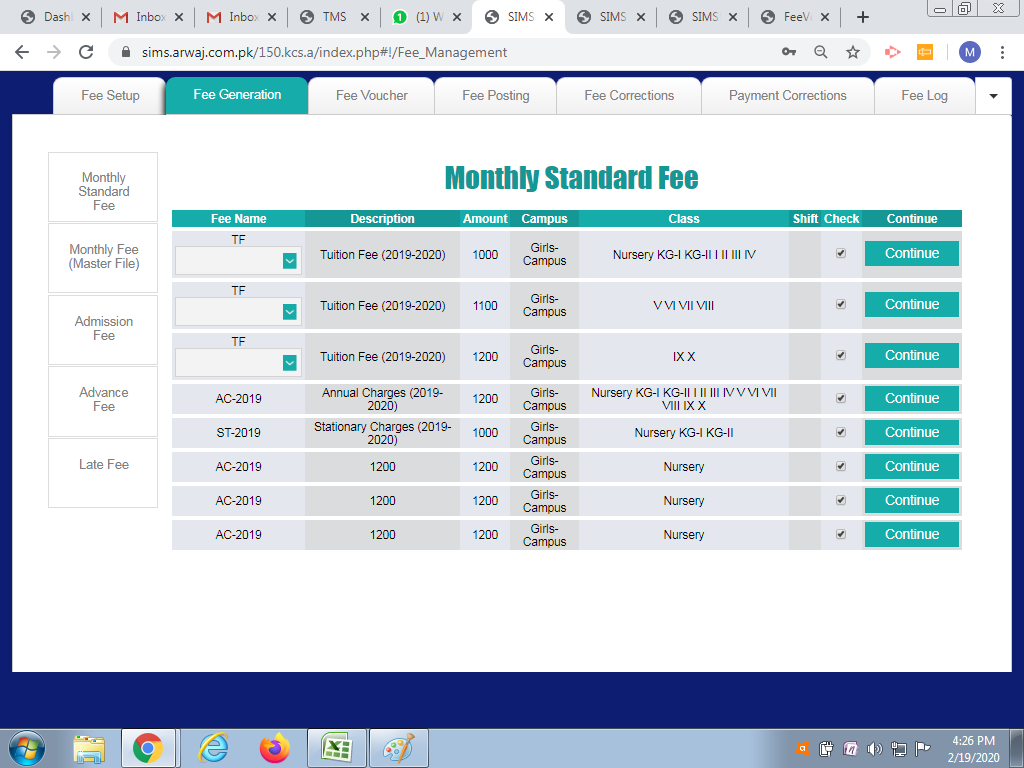 Dash
Inbox
Inbox
TMS
1
(1) W
SIMS
SIMS
SIMS
FeeV
sims.arwaj.com.pk/150.kcs.a/index.php#!/Fee_Management
M
Fee Setup
Fee Generation
Fee Voucher
Fee Posting
Fee Corrections
Payment Corrections
Fee Log
Monthly
Standard
Fee
Monthly Fee
(Master File)
Admission
Fee
Advance
Fee
Late Fee
Monthly Standard Fee
Fee Name Description Amount Campus Class Shift Check Continue
TF
Tuition Fee (2019-2020) 1000 Girls-
Campus
Nursery KG-I KG-II I II III IV
Continue
TF
Tuition Fee (2019-2020) 1100 Girls-
Campus
V VI VII VIII
Continue
TF
Tuition Fee (2019-2020) 1200 Girls-
Campus
IX X
Continue
AC-2019
Annual Charges (2019-
2020)
1200
Girls-
Campus
Nursery KG-I KG-II I II III IV V VI VII
VIII IX X
Continue
ST-2019
Stationary Charges (2019-
2020)
1000
Girls-
Campus
Nursery KG-I KG-II
Continue
AC-2019 1200 1200 Girls-
Campus
Nursery
Continue
AC-2019 1200 1200 Girls-
Campus
Nursery
Continue
AC-2019 1200 1200 Girls-
Campus
Nursery
Continue
4:26 PM
2/19/2020